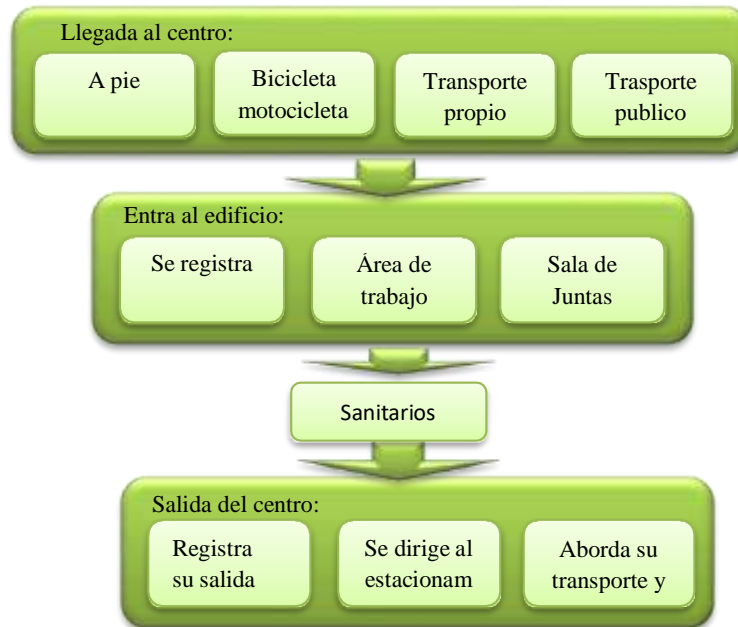 Llegada al centro:
A pie
Bicicleta
motocicleta
Transporte
propio
Trasporte
publico
Entra al edificio:
Se registra
Área de
trabajo
Sala de
Juntas
Sanitarios
Salida del centro:
Registra
su salida
Se dirige al
estacionam
Aborda su
transporte y